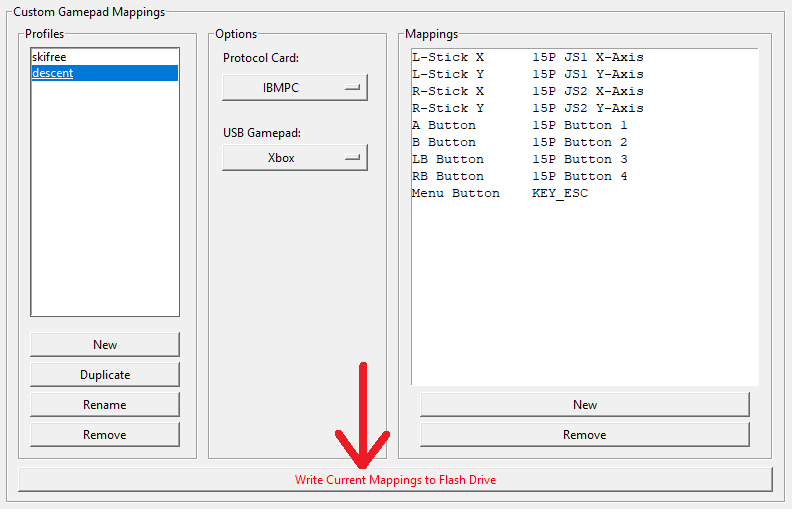 Custom Gamepad Mappings
Profiles
skifree
descent
New
Duplicate
Rename
Remove
Options
Protocol Card:
IBMPC
USB Gamepad:
Xbox
Mappings
L-Stick X 15P JS1 X-Axis
L-Stick Y 15P JS1 Y-Axis
R-Stick X 15P JS2 X-Axis
R-Stick Y 15P JS2 Y-Axis
A Button 15P Button 1
B Button 15P Button 2
LB Button 15P Button 3
RB Button 15P Button 4
Menu Button KEY_ESC
New
Remove
Write Current Mappings to Flash Drive